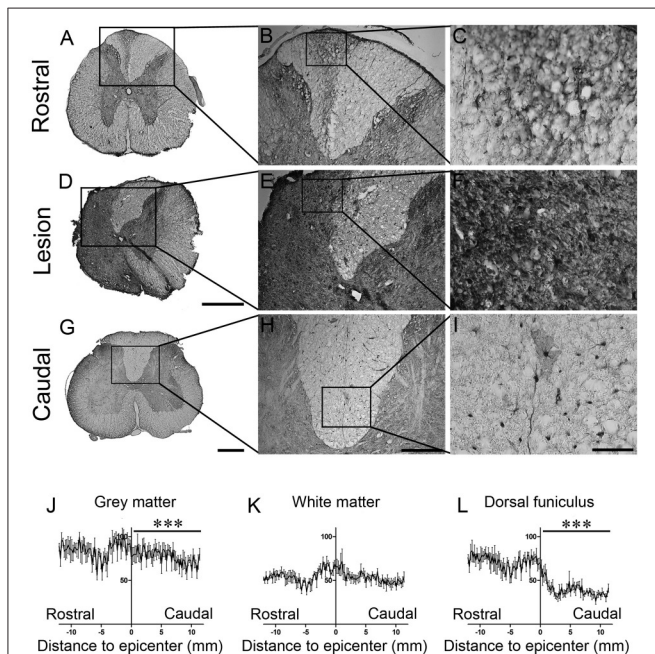 A B C
Rostral
D E F
Lesion
G H I
Caudal
J Grey matter
***
100
50
Rostral Caudal
-10 -5 0 5 10
Distance to epicenter (mm)
K White matter
100
50
Rostral Caudal
-10 -5 0 5 10
Distance to epicenter (mm)
L Dorsal funiculus
***
100
50
Rostral Caudal
-10 -5 0 5 10
Distance to epicenter (mm)